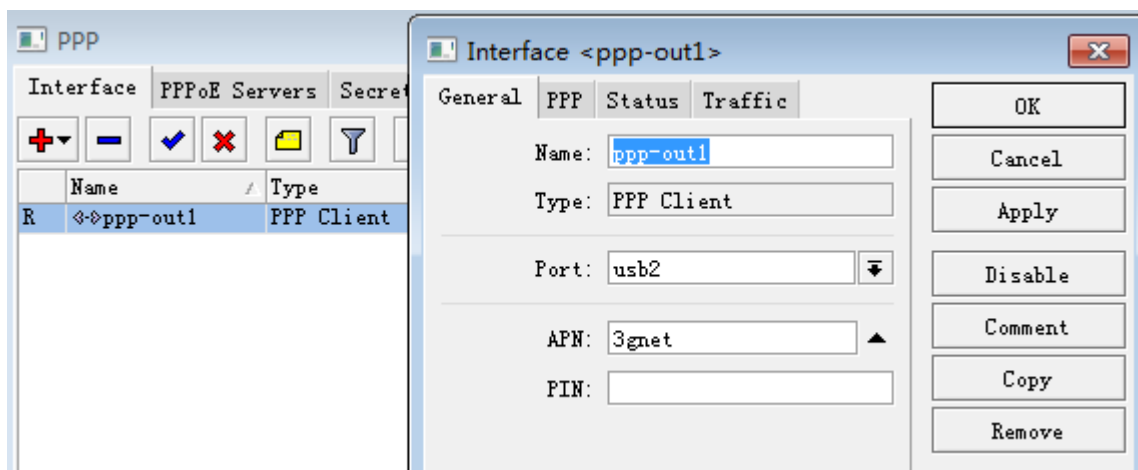 PPP
Interface PPPoE Servers
Name Type
R ppp-out1 PPP Client
Interface <ppp-out1>
General PPP Status Traffic
Name: ppp-out1
Type: PPP Client
Port: usb2
APN: 3gnet
PIN:
OK
Cancel
Apply
Disable
Comment
Copy
Remove